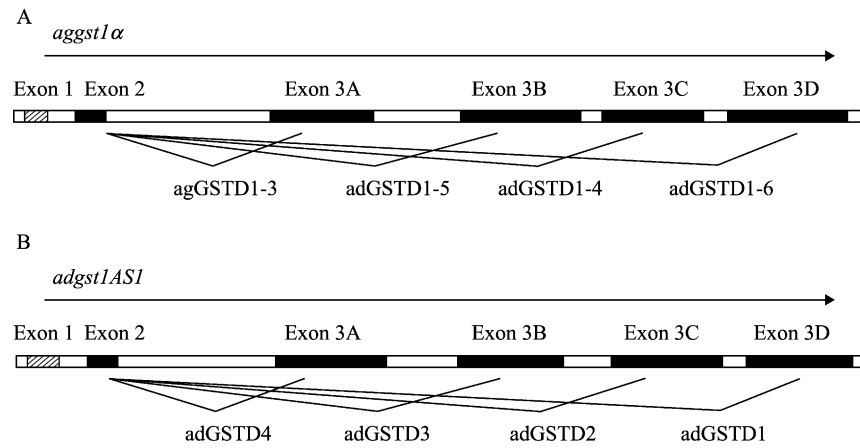 A
aggst1α
Exon 1 Exon 2 Exon 3A Exon 3B Exon 3C Exon 3D
agGSTD1-3 adGSTD1-5 adGSTD1-4 adGSTD1-6
B
adgst1AS1
Exon 1 Exon 2 Exon 3A Exon 3B Exon 3C Exon 3D
adGSTD4 adGSTD3 adGSTD2 adGSTD1